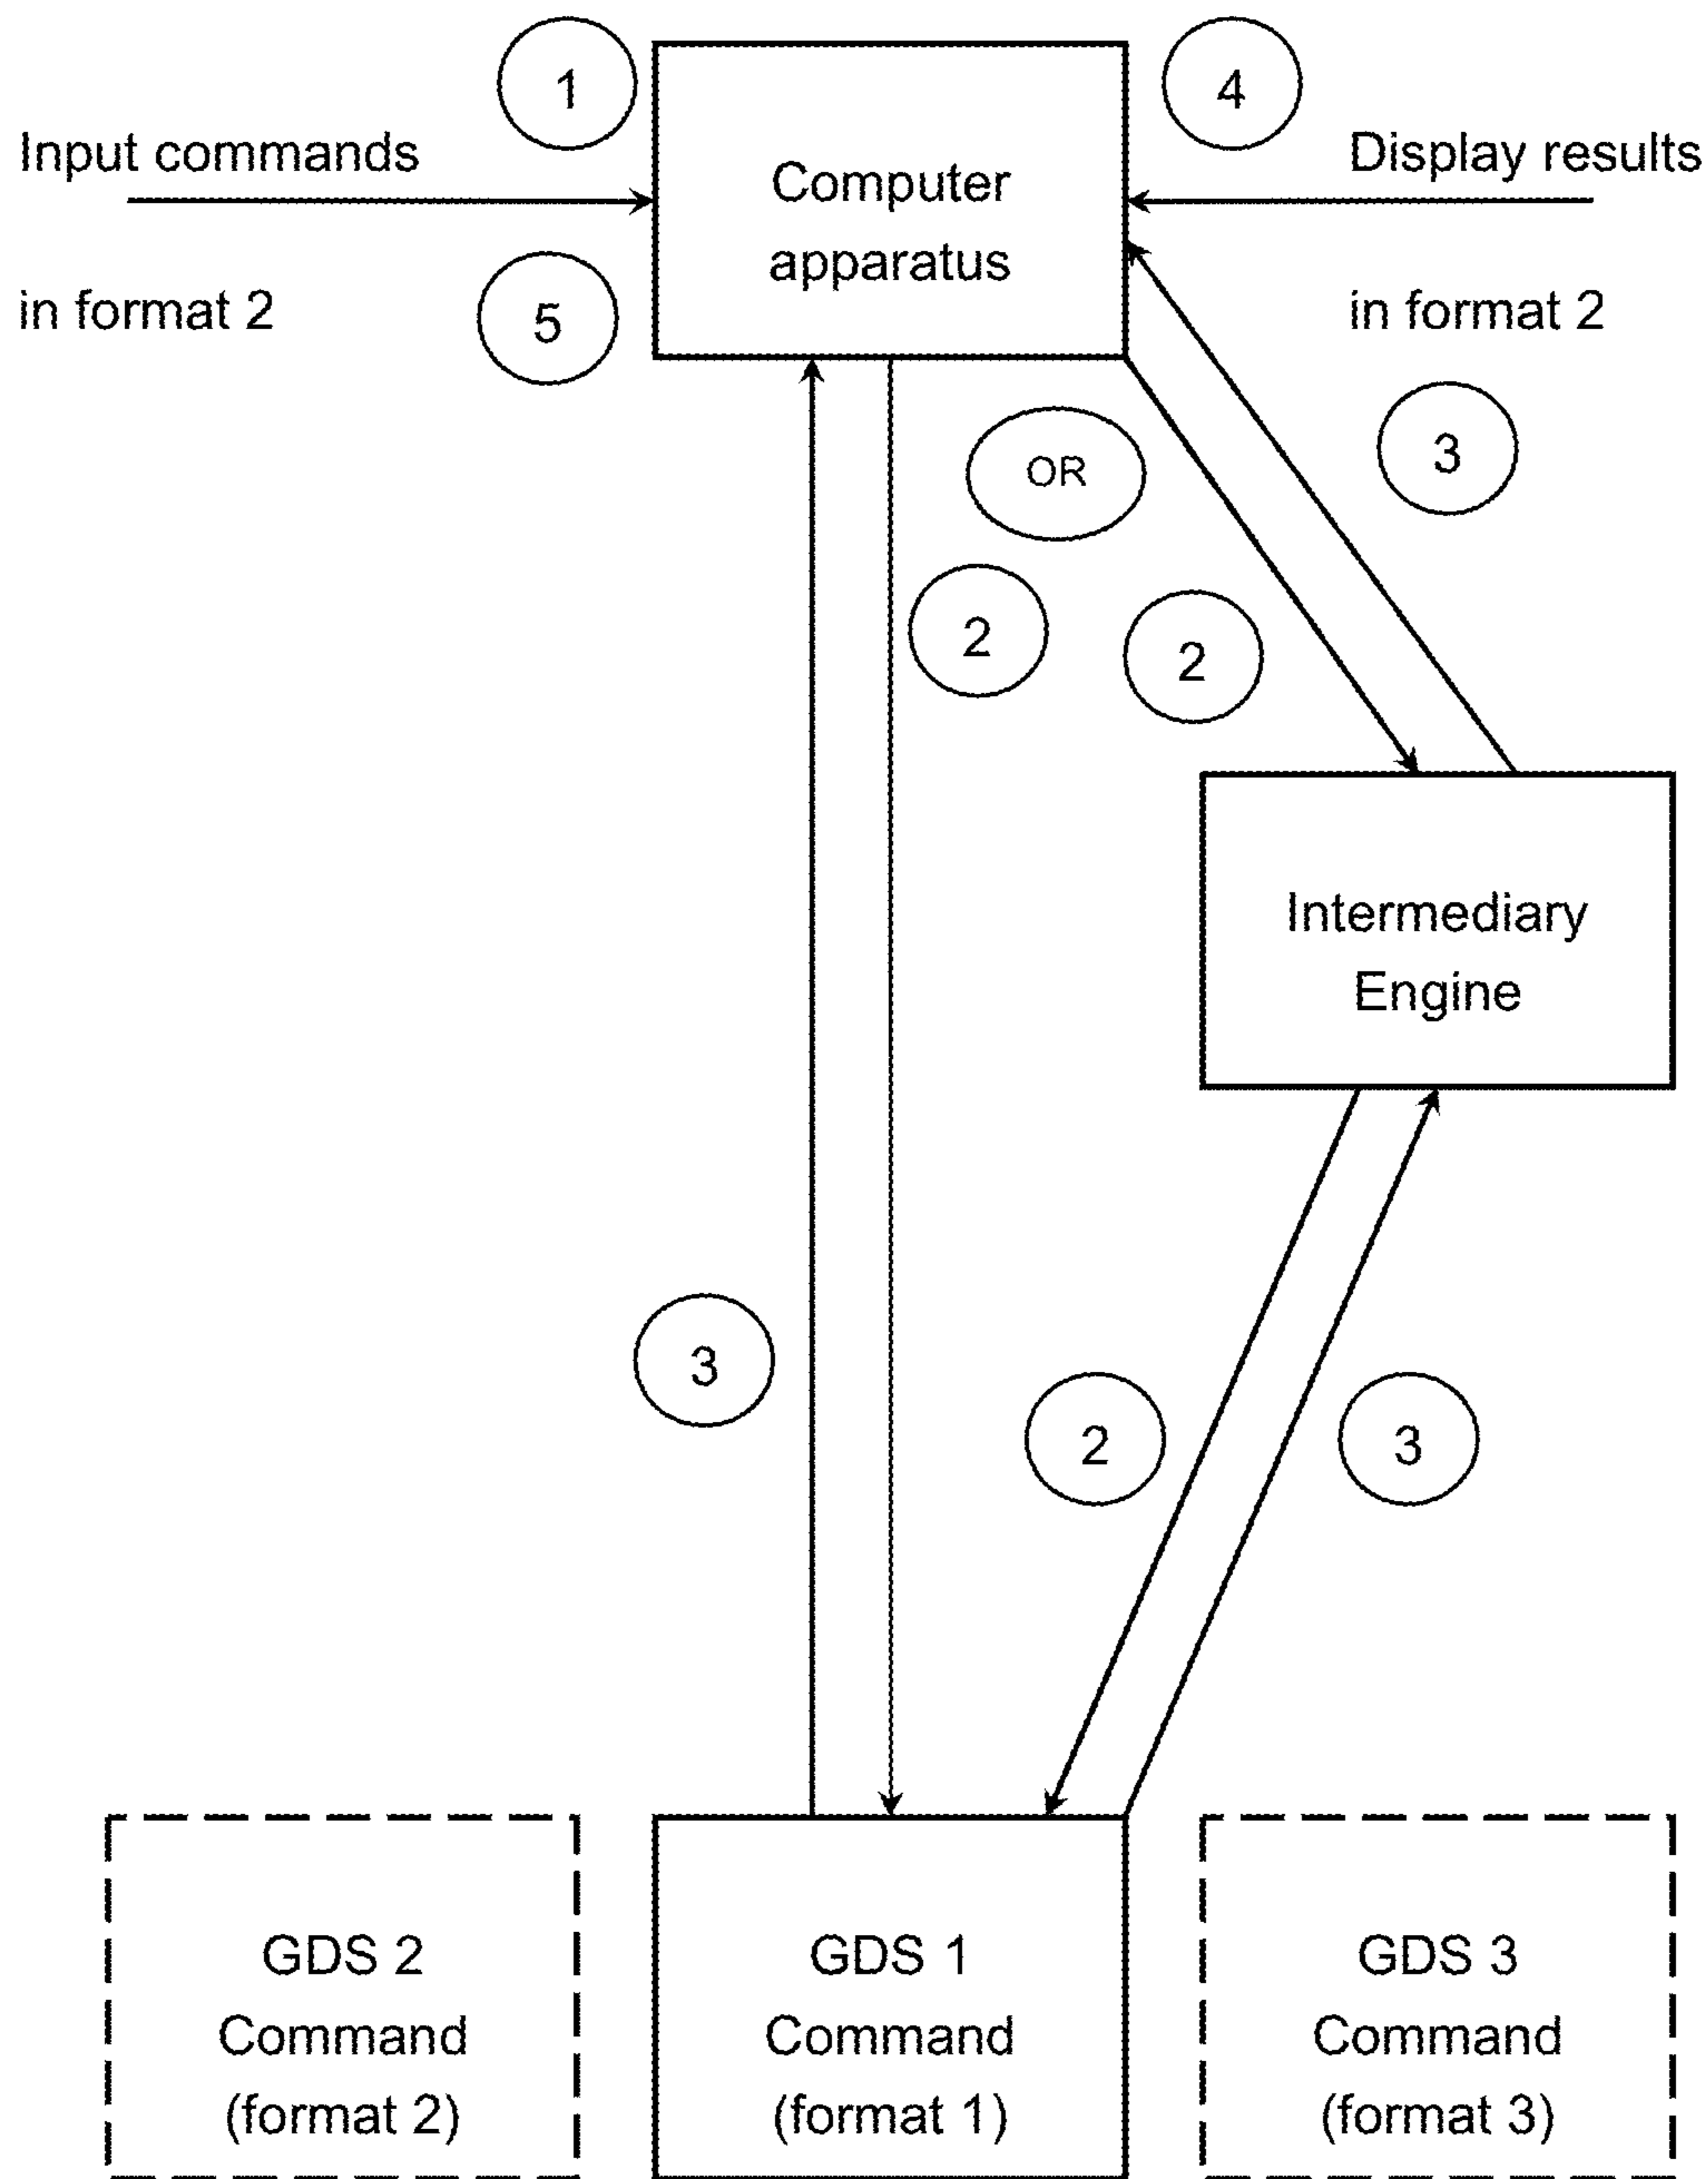 1
4
Input commands
Display results
Computer
apparatus
in format 2
5
in format 2
OR
3
2
2
Intermediary
Engine
3
2
3
GDS 2
Command
(format 2)
GDS 1
Command
(format 1)
GDS 3
Command
(format 3)